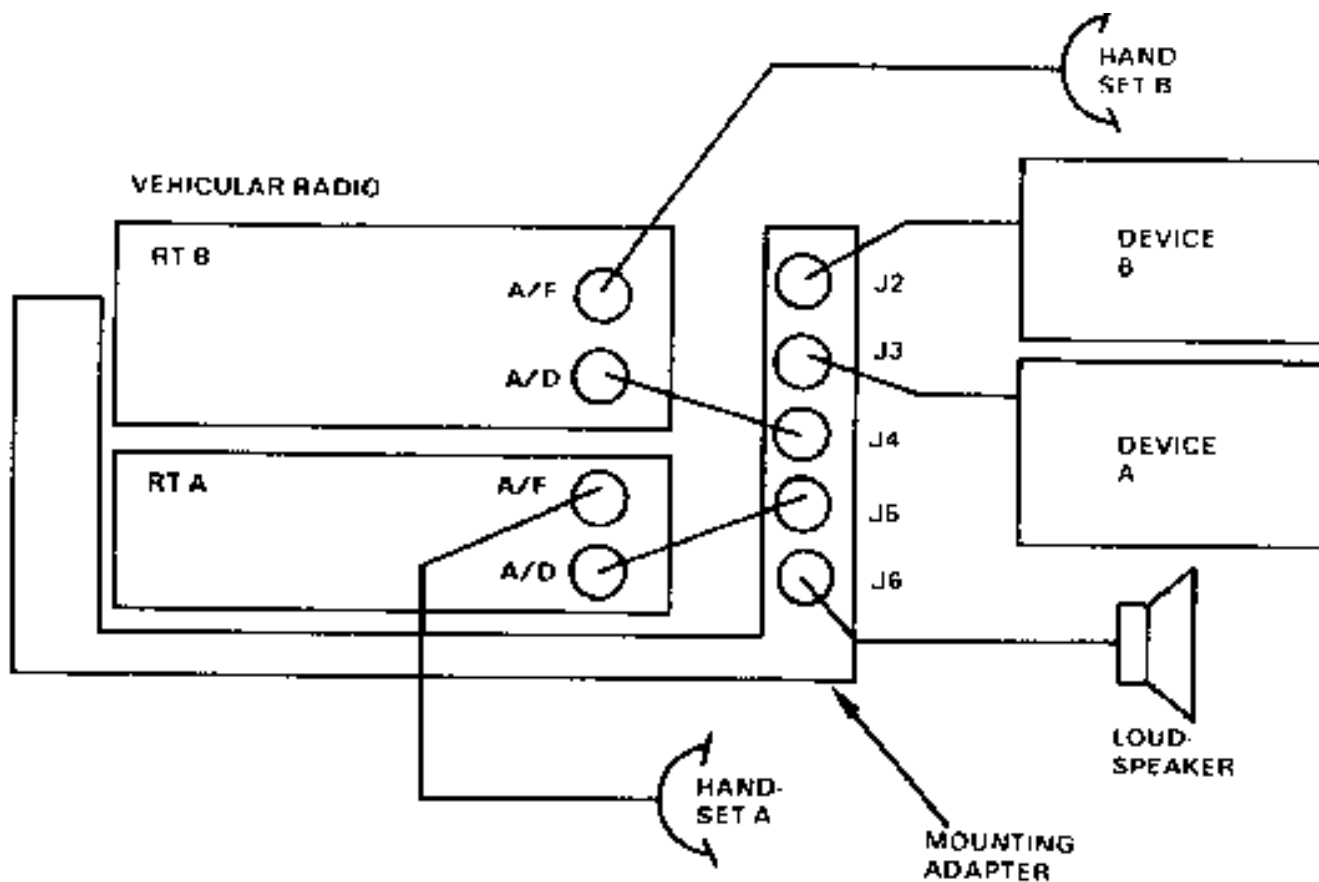 HAND
SET B
VEHICULAR RADIO
RT B
A/F
A/D
J2
J3
J4
J5
J6
DEVICE
B
DEVICE
A
RT A
A/F
A/D
LOUD-
SPEAKER
HAND-
SET A
MOUNTING
ADAPTER